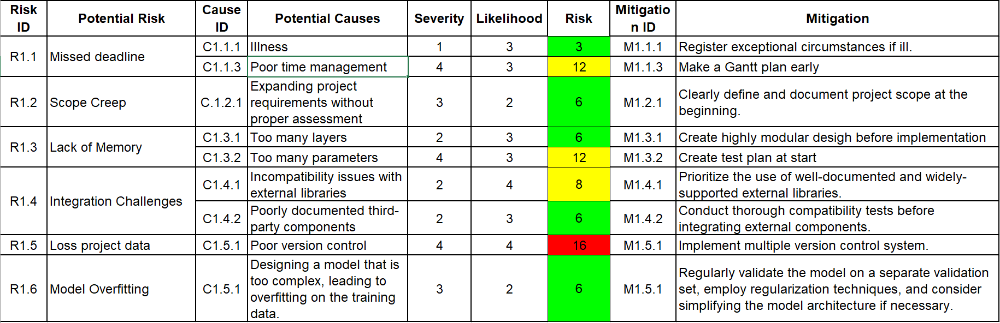 Risk ID Potential Risk Cause ID Potential Causes Severity Likelihood Risk Mitigatio n ID Mitigation
R1.1 Missed deadline C1.1.1 Illness 1 3 3 M1.1.1 Register exceptional circumstances if ill.
C1.1.3 Poor time management 4 3 12 M1.1.3 Make a Gantt plan early
R1.2 Scope Creep C.1.2.1 Expanding project requirements without proper assessment 3 2 6 M1.2.1 Clearly define and document project scope at the beginning.
R1.3 Lack of Memory C1.3.1 Too many layers 2 3 6 M1.3.1 Create highly modular desigh before implementation
C1.3.2 Too many parameters 4 3 12 M1.3.2 Create test plan at start
R1.4 Integration Challenges C1.4.1 Incompatibility issues with external libraries 2 4 8 M1.4.1 Prioritize the use of well-documented and widely-supported external libraries.
C1.4.2 Poorly documented third-party components 2 3 6 M1.4.2 Conduct thorough compatibility tests before integrating external components.
R1.5 Loss project data C1.5.1 Poor version control 4 4 16 M1.5.1 Implement multiple version control system.
R1.6 Model Overfitting C1.5.1 Designing a model that is too complex, leading to overfitting on the training data. 3 2 6 M1.5.1 Regularly validate the model on a separate validation set, employ regularization techniques, and consider simplifying the model architecture if necessary.